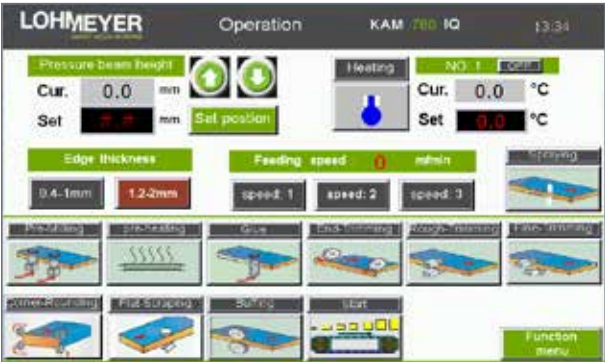 LOHMEYER Operation KAM 780 IQ 13:34
Pressure beam height Heating NO. 1 OFF
Cur. 0.0 mm Cur. 0.0 °C
Set #.# mm Set postion Set 0.0 °C
Edge thickness Feeding speed 0 m/min Spraying
0.4-1mm 1.2-2mm speed: 1 speed: 2 speed: 3
Pre-Milling pre-heating Glue End-Trimming Rough-Trimming Fine-Trimming
Corner-Rounding Flat Scraping Buffing Start
Function
menu